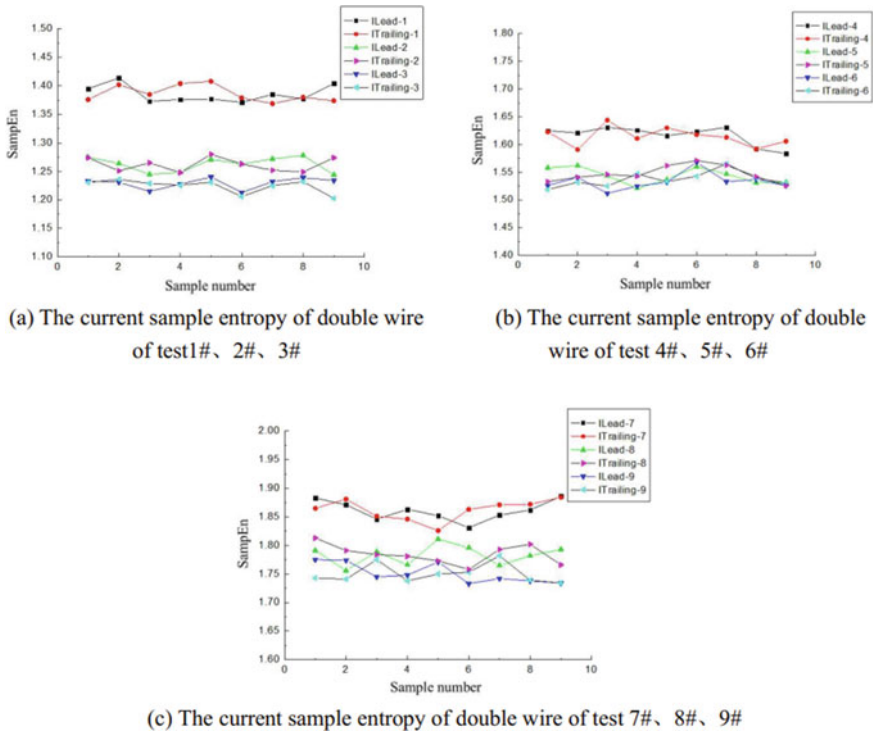 1.50
1.45
1.40
1.35
1.30
1.25
1.20
1.15
1.10
SampEn
0 2 4 6 8 10
Sample number
ILead-1
ITrailing-1
ILead-2
ITrailing-2
ILead-3
ITrailing-3
(a) The current sample entropy of double wire
of test1#、2#、3#
1.80
1.75
1.70
1.65
1.60
1.55
1.50
1.45
1.40
SampEn
0 2 4 6 8 10
Sample number
ILead-4
ITrailing-4
ILead-5
ITrailing-5
ILead-6
ITrailing-6
(b) The current sample entropy of double
wire of test 4#、5#、6#
2.00
1.95
1.90
1.85
1.80
1.75
1.70
1.65
1.60
SampEn
0 2 4 6 8 10
Sample number
ILead-7
ITrailing-7
ILead-8
ITrailing-8
ILead-9
ITrailing-9
(c) The current sample entropy of double wire of test 7#、8#、9#